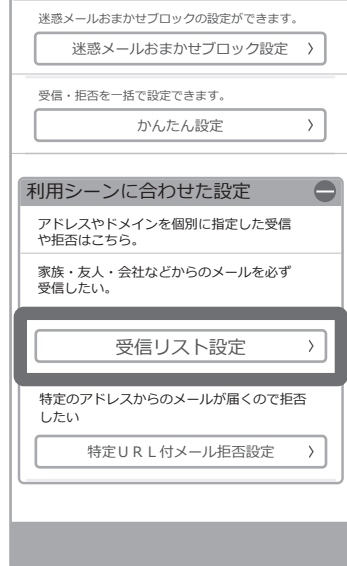 迷惑メールおまかせブロックの設定ができます。
迷惑メールおまかせブロック設定
受信・拒否を一括で設定できます。
かんたん設定
利用シーンに合わせた設定
アドレスやドメインを個別に指定した受信
や拒否はこちら。
家族・友人・会社などからのメールを必ず
受信したい。
受信リスト設定
特定のアドレスからのメールが届くので拒否
したい
特定URL付メール拒否設定